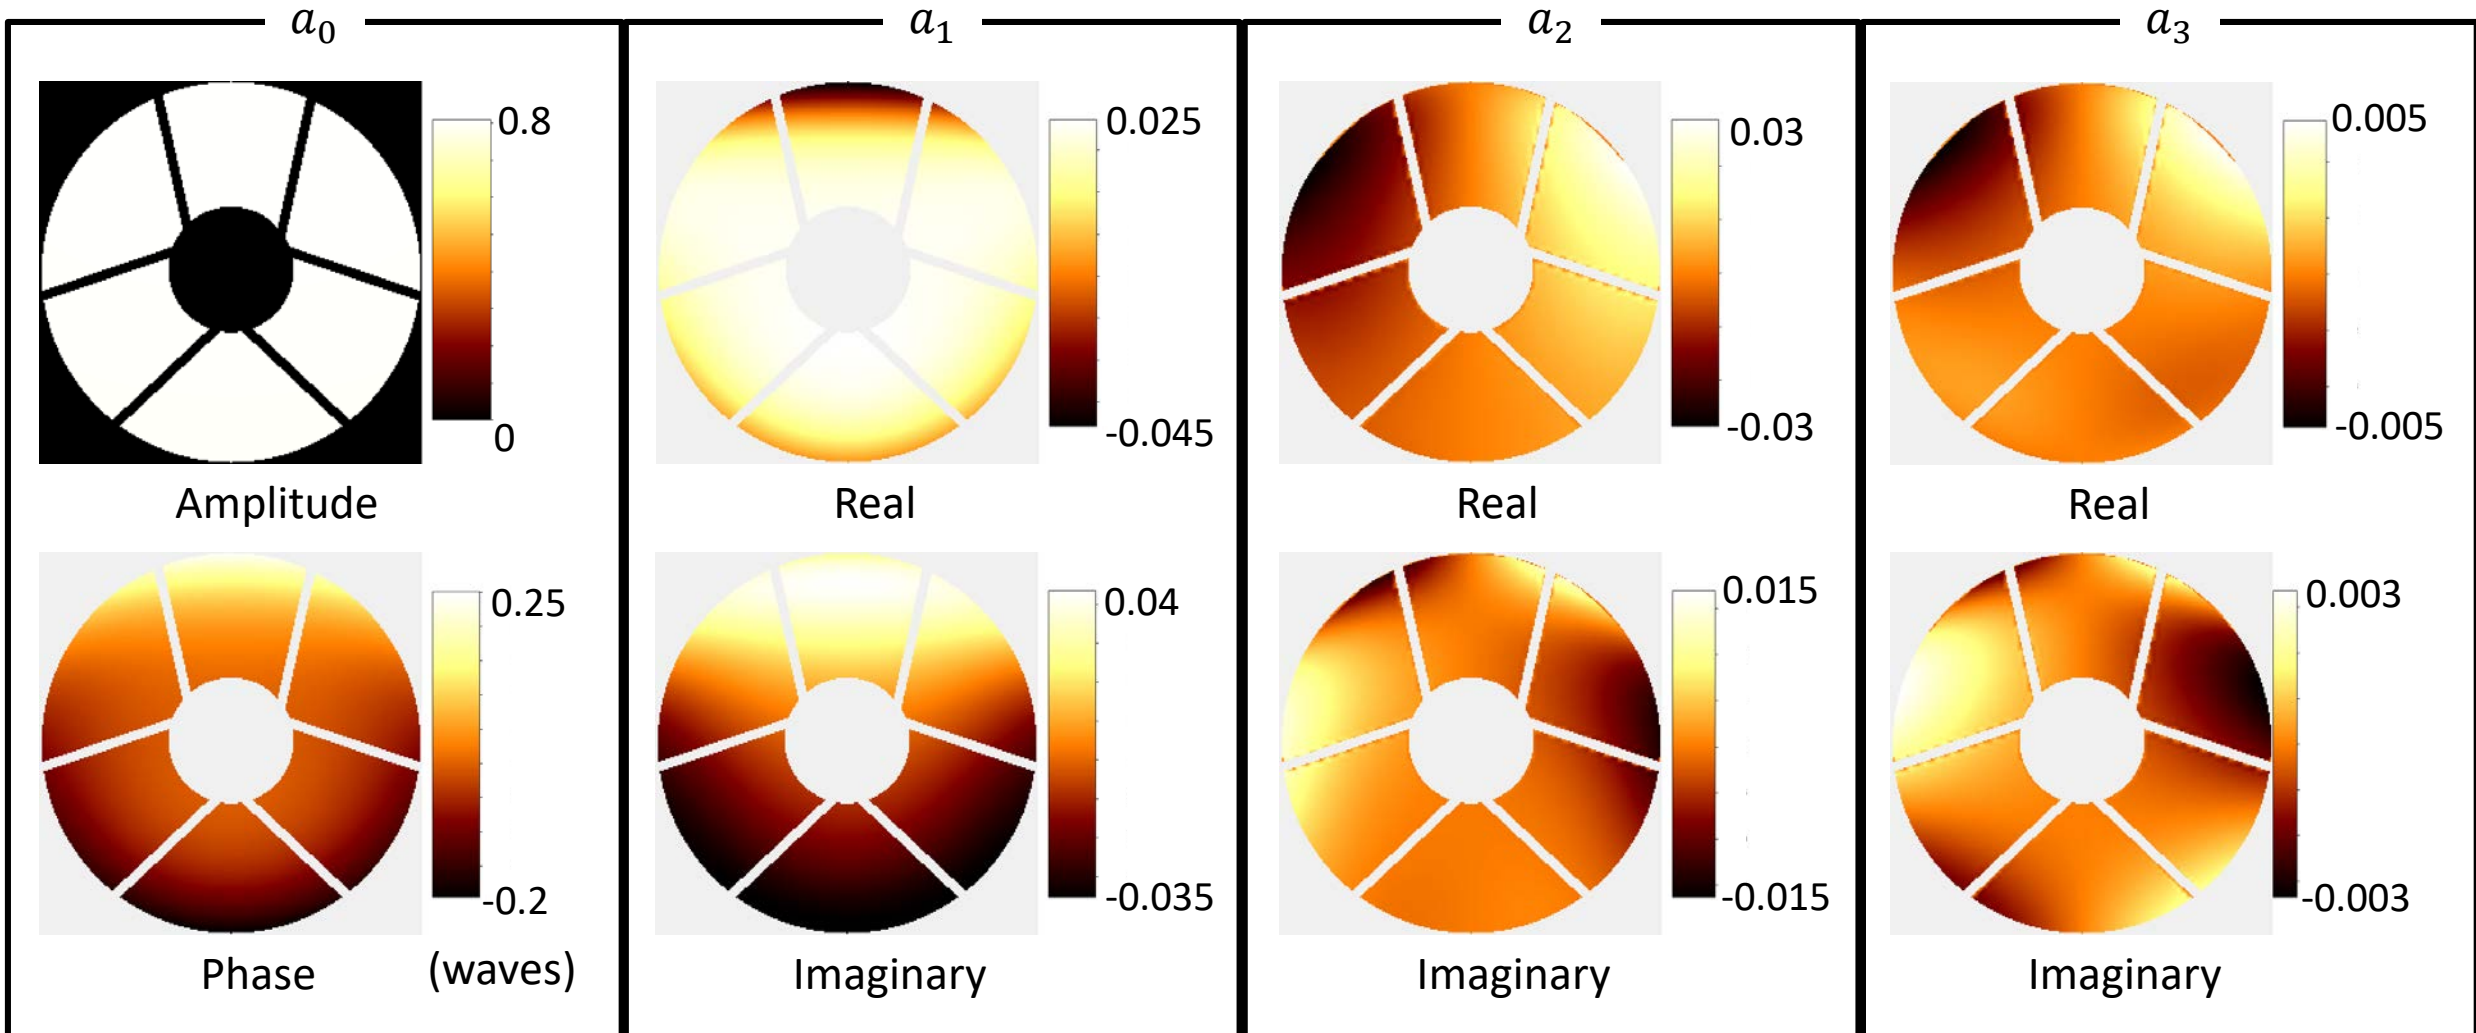 a₀
0.8
0
Amplitude
0.25
-0.2
Phase
(waves)
a₁
0.025
-0.045
Real
0.04
-0.035
Imaginary
a₂
0.03
-0.03
Real
0.015
-0.015
Imaginary
a₃
0.005
-0.005
Real
0.003
-0.003
Imaginary